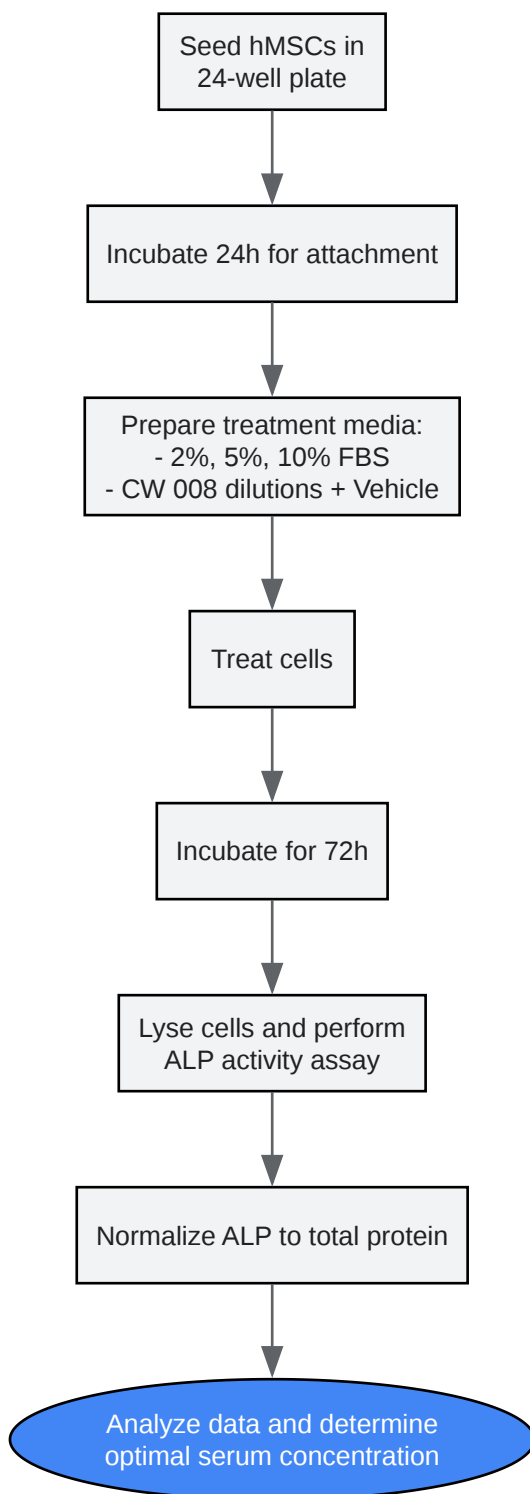 Seed hMSCs in
24-well plate
Incubate 24h for attachment
Prepare treatment media:
- 2%, 5%, 10% FBS
- CW 008 dilutions + Vehicle
Treat cells
Incubate for 72h
Lyse cells and perform
ALP activity assay
Normalize ALP to total protein
Analyze data and determine
optimal serum concentration